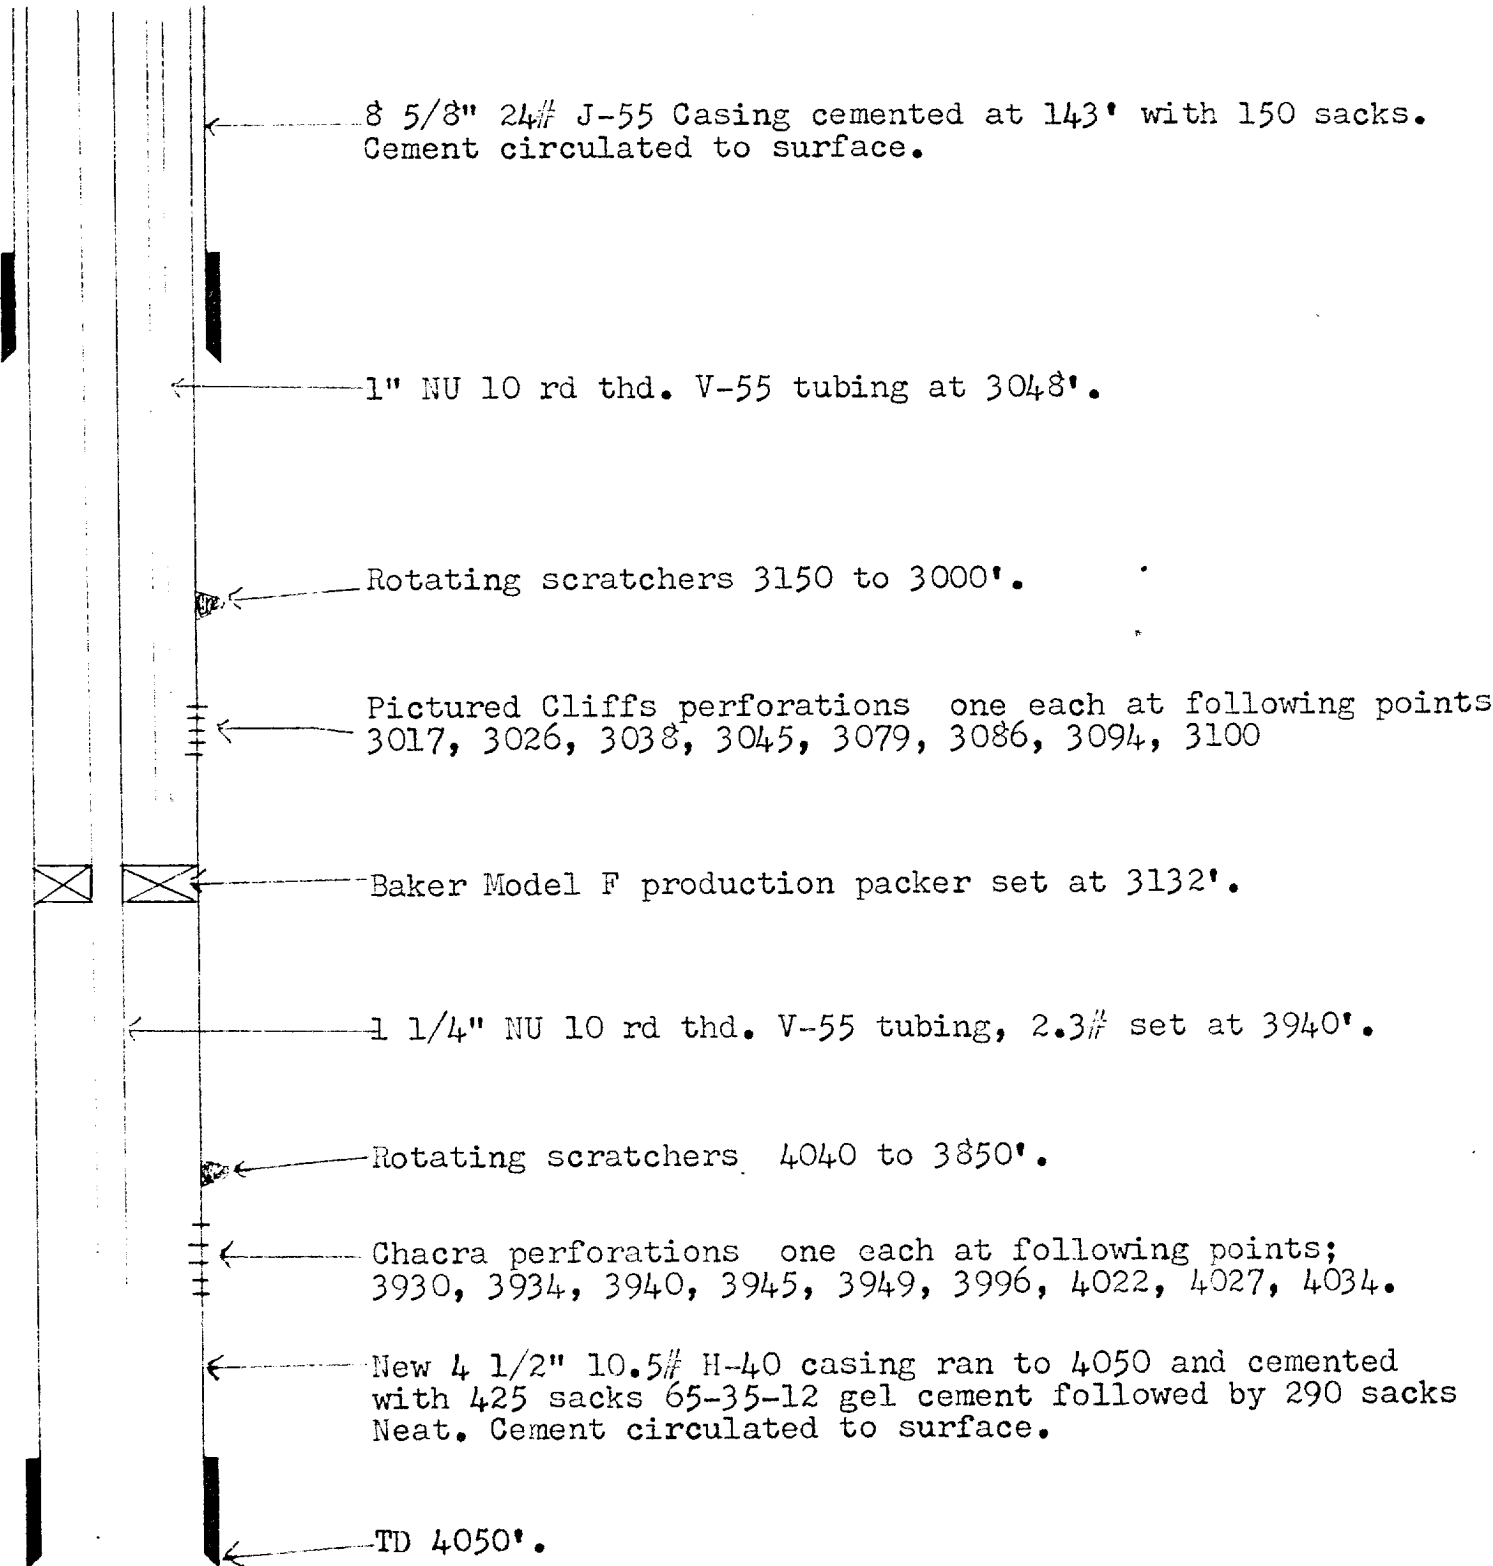 8 5/8" 24# J-55 Casing cemented at 143' with 150 sacks.
Cement circulated to surface.
1" NU 10 rd thd. V-55 tubing at 3048'.
Rotating scratchers 3150 to 3000'.
Pictured Cliffs perforations one each at following points
3017, 3026, 3038, 3045, 3079, 3086, 3094, 3100
Baker Model F production packer set at 3132'.
1 1/4" NU 10 rd thd. V-55 tubing, 2.3# set at 3940'.
Rotating scratchers 4040 to 3850'.
Chacra perforations one each at following points;
3930, 3934, 3940, 3945, 3949, 3996, 4022, 4027, 4034.
New 4 1/2" 10.5# H-40 casing ran to 4050 and cemented
with 425 sacks 65-35-12 gel cement followed by 290 sacks
Neat. Cement circulated to surface.
TD 4050'.